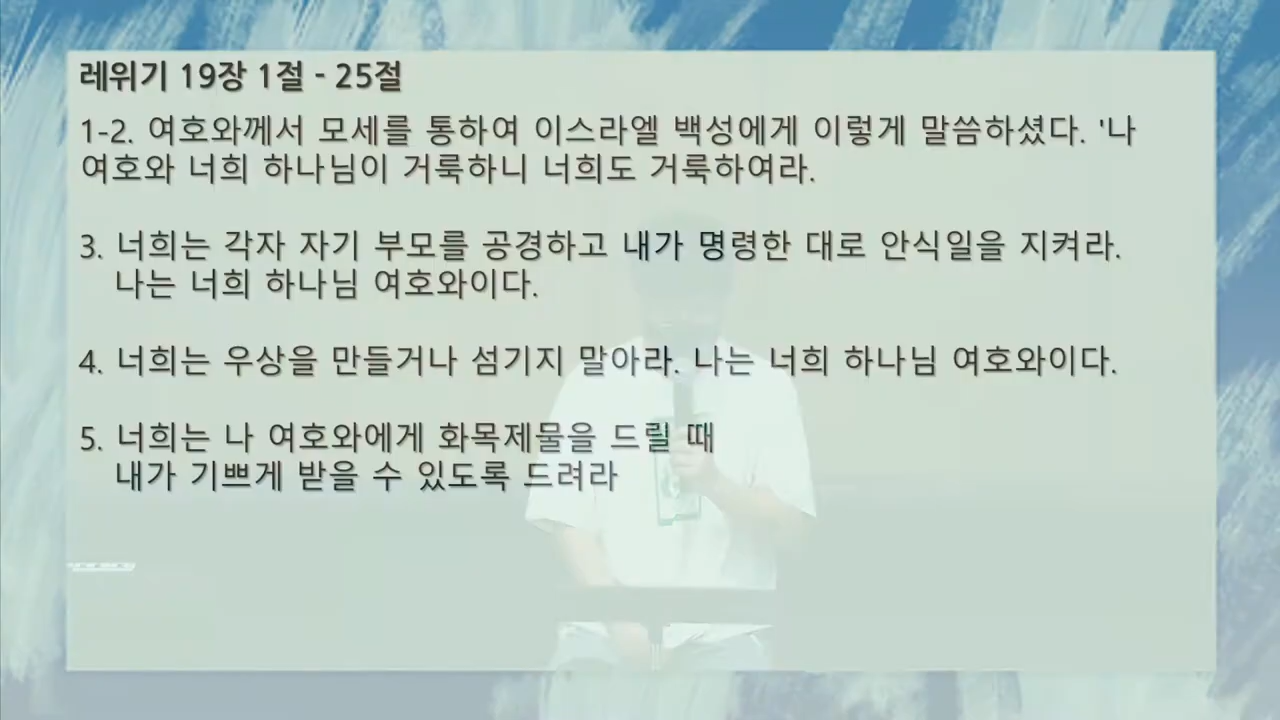 레위기 19장 1절 - 25절
1-2. 여호와께서 모세를 통하여 이스라엘 백성에게 이렇게 말씀하셨다. '나
여호와 너희 하나님이 거룩하니 너희도 거룩하여라.
3. 너희는 각자 자기 부모를 공경하고 내가 명령한 대로 안식일을 지켜라.
나는 너희 하나님 여호와이다.
4. 너희는 우상을 만들거나 섬기지 말아라. 나는 너희 하나님 여호와이다.
5. 너희는 나 여호와에게 화목제물을 드릴 때
내가 기쁘게 받을 수 있도록 드려라